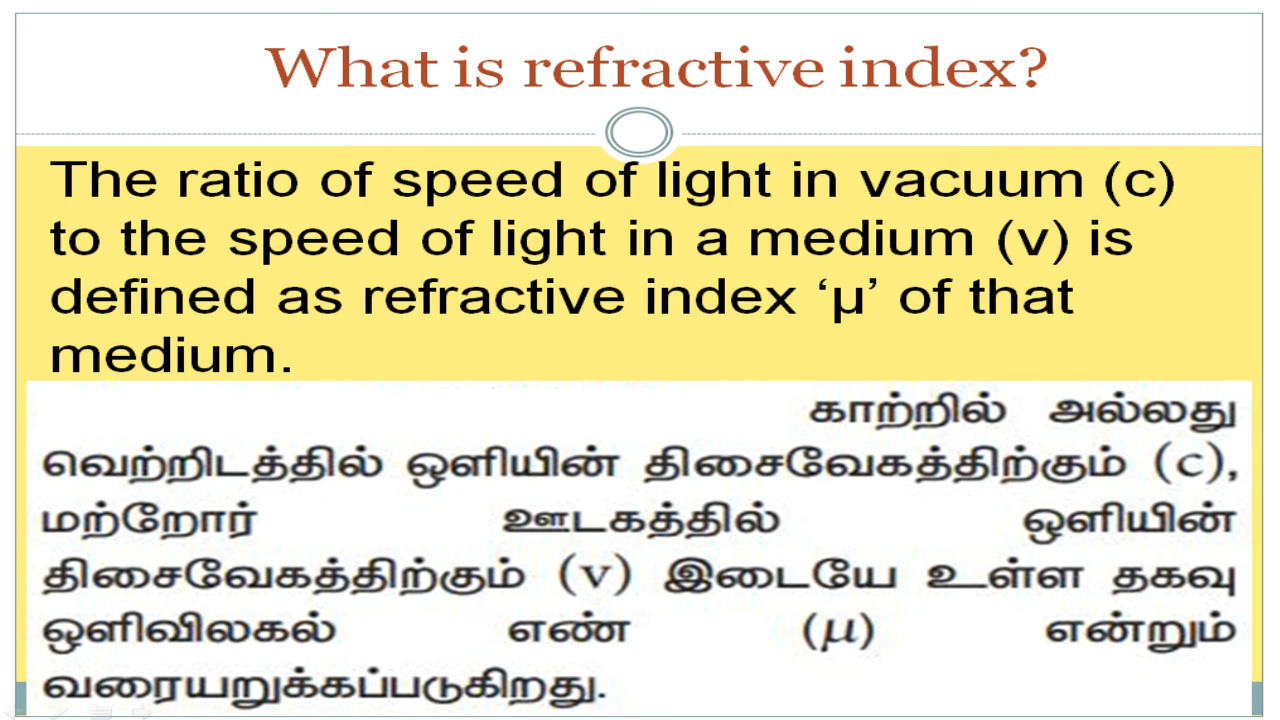 What is refractive index?
The ratio of speed of light in vacuum (c)
to the speed of light in a medium (v) is
defined as refractive index ‘μ’ of that
medium.
காற்றில் அல்லது
வெற்றிடத்தில் ஒளியின் திசைவேகத்திற்கும் (c),
மற்றோர் ஊடகத்தில் ஒளியின்
திசைவேகத்திற்கும் (v) இடையே உள்ள தகவு
ஒளிவிலகல் எண் (μ) என்றும்
வரையறுக்கப்படுகிறது.